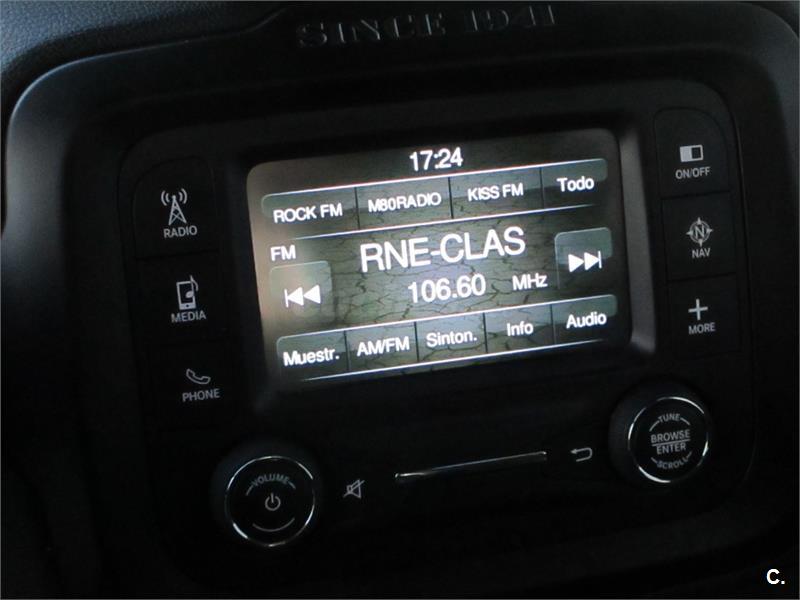 SINCE 1941
17:24
ROCK FM M80RADIO KISS FM Todo
FM RNE-CLAS
106.60 MHz
Muestr. AM/FM Sinton. Info Audio
RADIO
MEDIA
PHONE
ON/OFF
N
NAV
MORE
VOLUME
TUNE
BROWSE
ENTER
SCROLL
C.